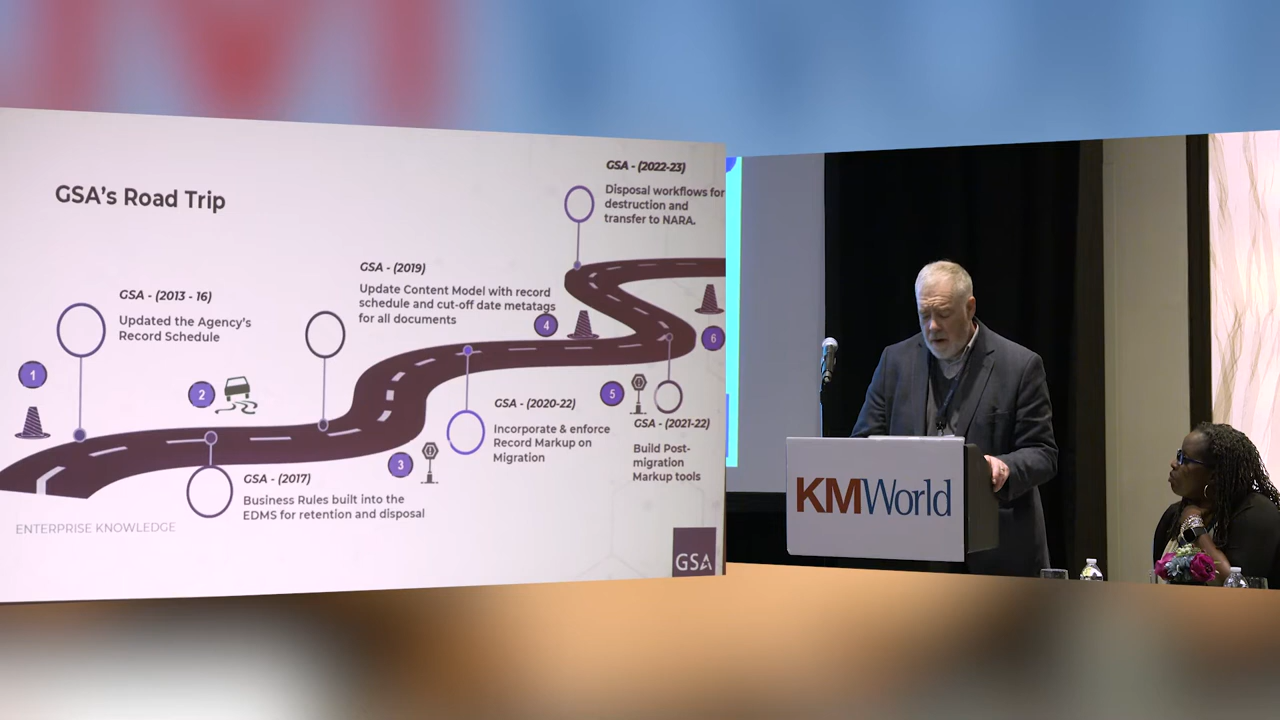 GSA's Road Trip
GSA - (2013 - 16)
Updated the Agency's
Record Schedule
1
2
GSA - (2017)
Business Rules built into the
EDMS for retention and disposal
GSA - (2019)
Update Content Model with record
schedule and cut-off date metatags
for all documents
3
4
GSA - (2020-22)
Incorporate & enforce
Record Markup on
Migration
5
GSA - (2021-22)
Build Post-
migration
Markup tools
GSA - (2022-23)
Disposal workflows for
destruction and
transfer to NARA.
6
ENTERPRISE KNOWLEDGE
GSA
KMWorld